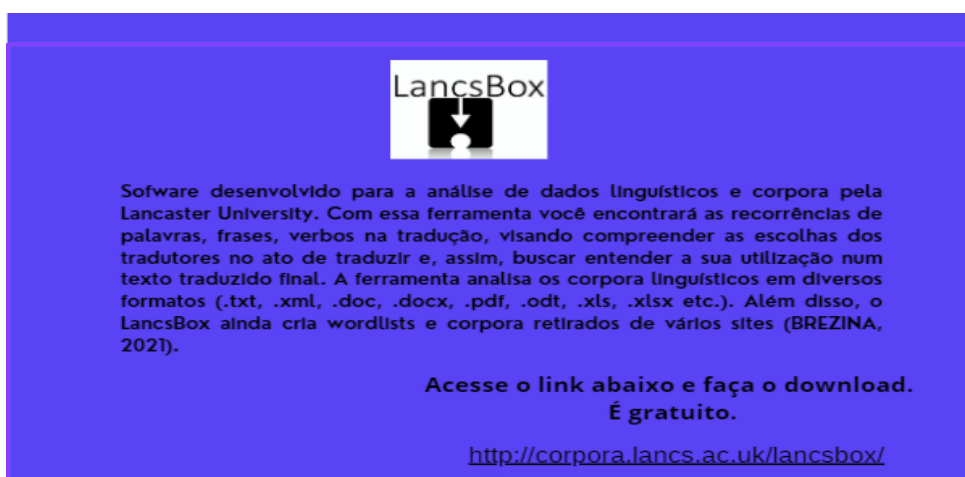 LancsBox
Sofware desenvolvido para a análise de dados linguísticos e corpora pela
Lancaster University. Com essa ferramenta você encontrará as recorrências de
palavras, frases, verbos na tradução, visando compreender as escolhas dos
tradutores no ato de traduzir e, assim, buscar entender a sua utilização num
texto traduzido final. A ferramenta analisa os corpora linguísticos em diversos
formatos (.txt, .xml, .doc, .docx, .pdf, .odt, .xls, .xlsx etc.). Além disso, o
LancsBox ainda cria wordlists e corpora retirados de vários sites (BREZINA,
2021).
Acesse o link abaixo e faça o download.
É gratuito.
http://corpora.lancs.ac.uk/lancsbox/